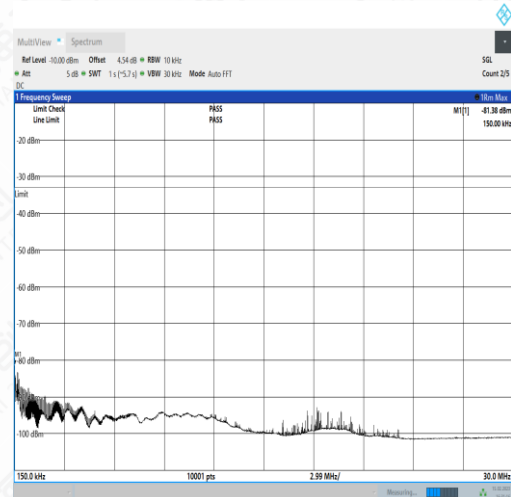 MultiView Spectrum
Ref Level -10.00 dBm Offset 4.54 dB RBW 10 kHz SGL
Att 5 dB SWT 1 s (~5.7 s) VBW 30 kHz Mode Auto FFT Count 2/5
DC
1 Frequency Sweep 1Rm Max
Limit Check PASS M1[1] -81.38 dBm
Line Limit PASS 150.00 kHz
-20 dBm
-30 dBm
Limit
-40 dBm
-50 dBm
-60 dBm
-70 dBm
M1
-80 dBm
-90 dBm
-100 dBm
150.0 kHz 10001 pts 2.99 MHz/ 30.0 MHz
Measuring...